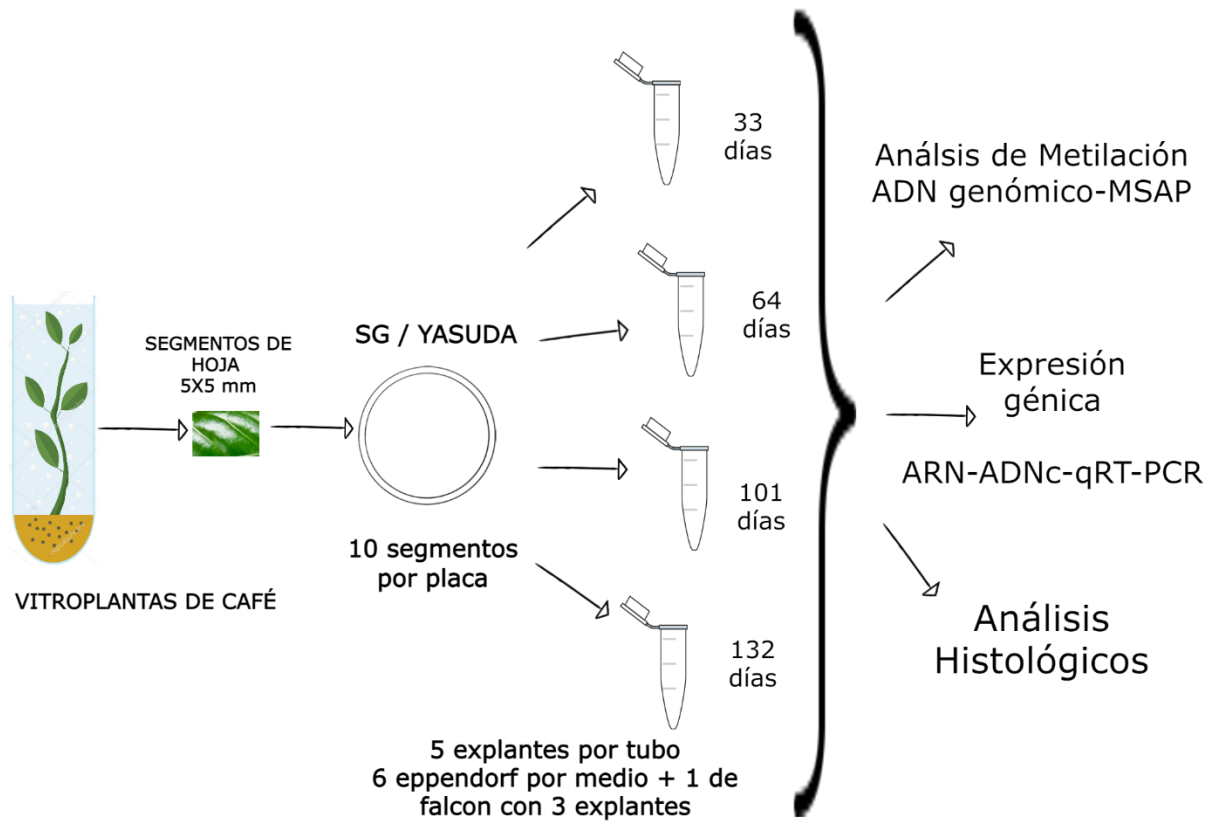 VITROPLANTAS DE CAFÉ
SEGMENTOS DE
HOJA
5X5 mm
SG / YASUDA
10 segmentos
por placa
33
días
64
días
101
días
132
días
5 explantes por tubo
6 eppendorf por medio + 1 de
falcon con 3 explantes
Análsis de Metilación
ADN genómico-MSAP
Expresión
génica
ARN-ADNc-qRT-PCR
Análisis
Histológicos